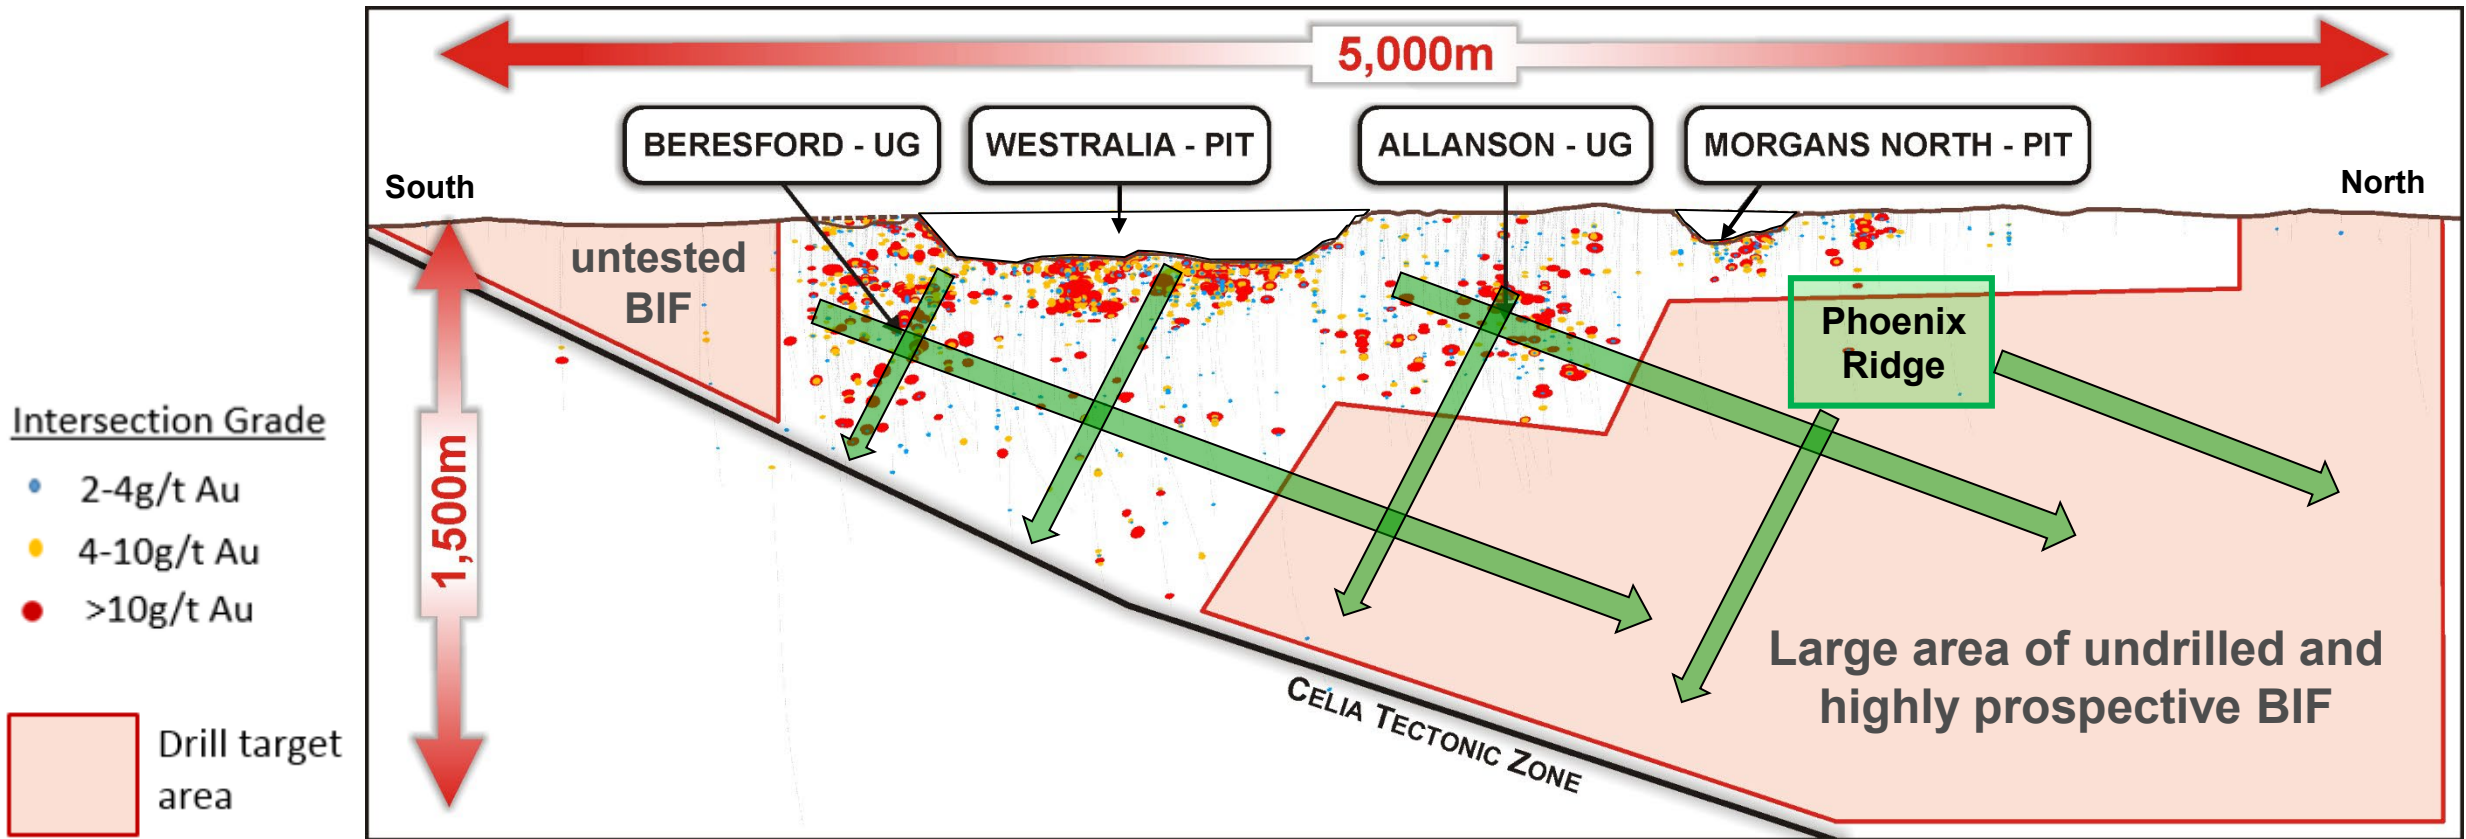 5,000m
BERESFORD - UG
WESTRALIA - PIT
ALLANSON - UG
MORGANS NORTH - PIT
South
North
untested
BIF
Phoenix
Ridge
1,500m
Intersection Grade
2-4g/t Au
4-10g/t Au
>10g/t Au
Drill target
area
Large area of undrilled and
highly prospective BIF
CELIA TECTONIC ZONE